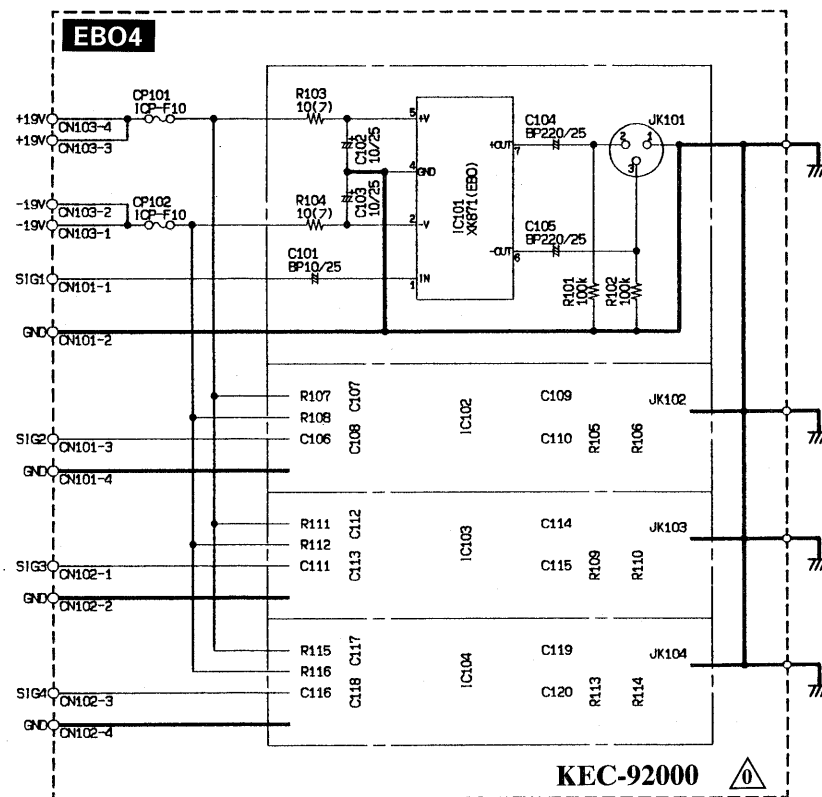 EBO4
CP101
ICP-F10
+19V CN103-4
+19V CN103-3
-19V CN103-2
-19V CN103-1
CP102
ICP-F10
SIG1 CN101-1
GND CN101-2
R103
10(7)
C102
10/25
R104
10(7)
C103
10/25
C101
BP10/25
5 +V
4 GND
2 -V
1 IN
IC101
XK871(EBO)
+OUT 7
-OUT 6
C104
BP220/25
C105
BP220/25
R101
100k
R102
100k
JK101
2 1
3
R107
R108
C106
C107
C108
IC102
C109
C110
R105
R106
JK102
SIG2 CN101-3
GND CN101-4
R111
R112
C111
C112
C113
IC103
C114
C115
R109
R110
JK103
SIG3 CN102-1
GND CN102-2
R115
R116
C116
C117
C118
IC104
C119
C120
R113
R114
JK104
SIG4 CN102-3
GND CN102-4
KEC-92000 0